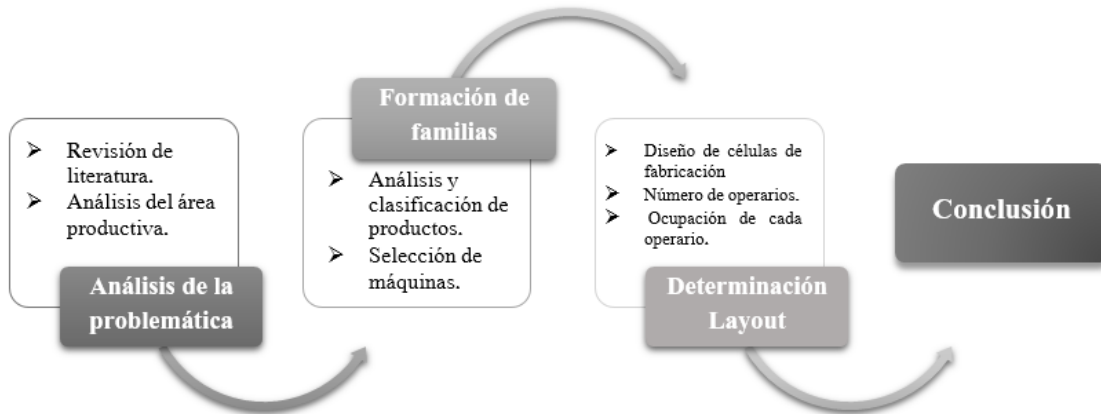 ➢ Revisión de
literatura.
➢ Análisis del área
productiva.
Análisis de la
problemática
Formación de
familias
➢ Análisis y
clasificación de
productos.
➢ Selección de
máquinas.
➢ Diseño de células de
fabricación
➢ Número de operarios.
➢ Ocupación de cada
operario.
Determinación
Layout
Conclusión